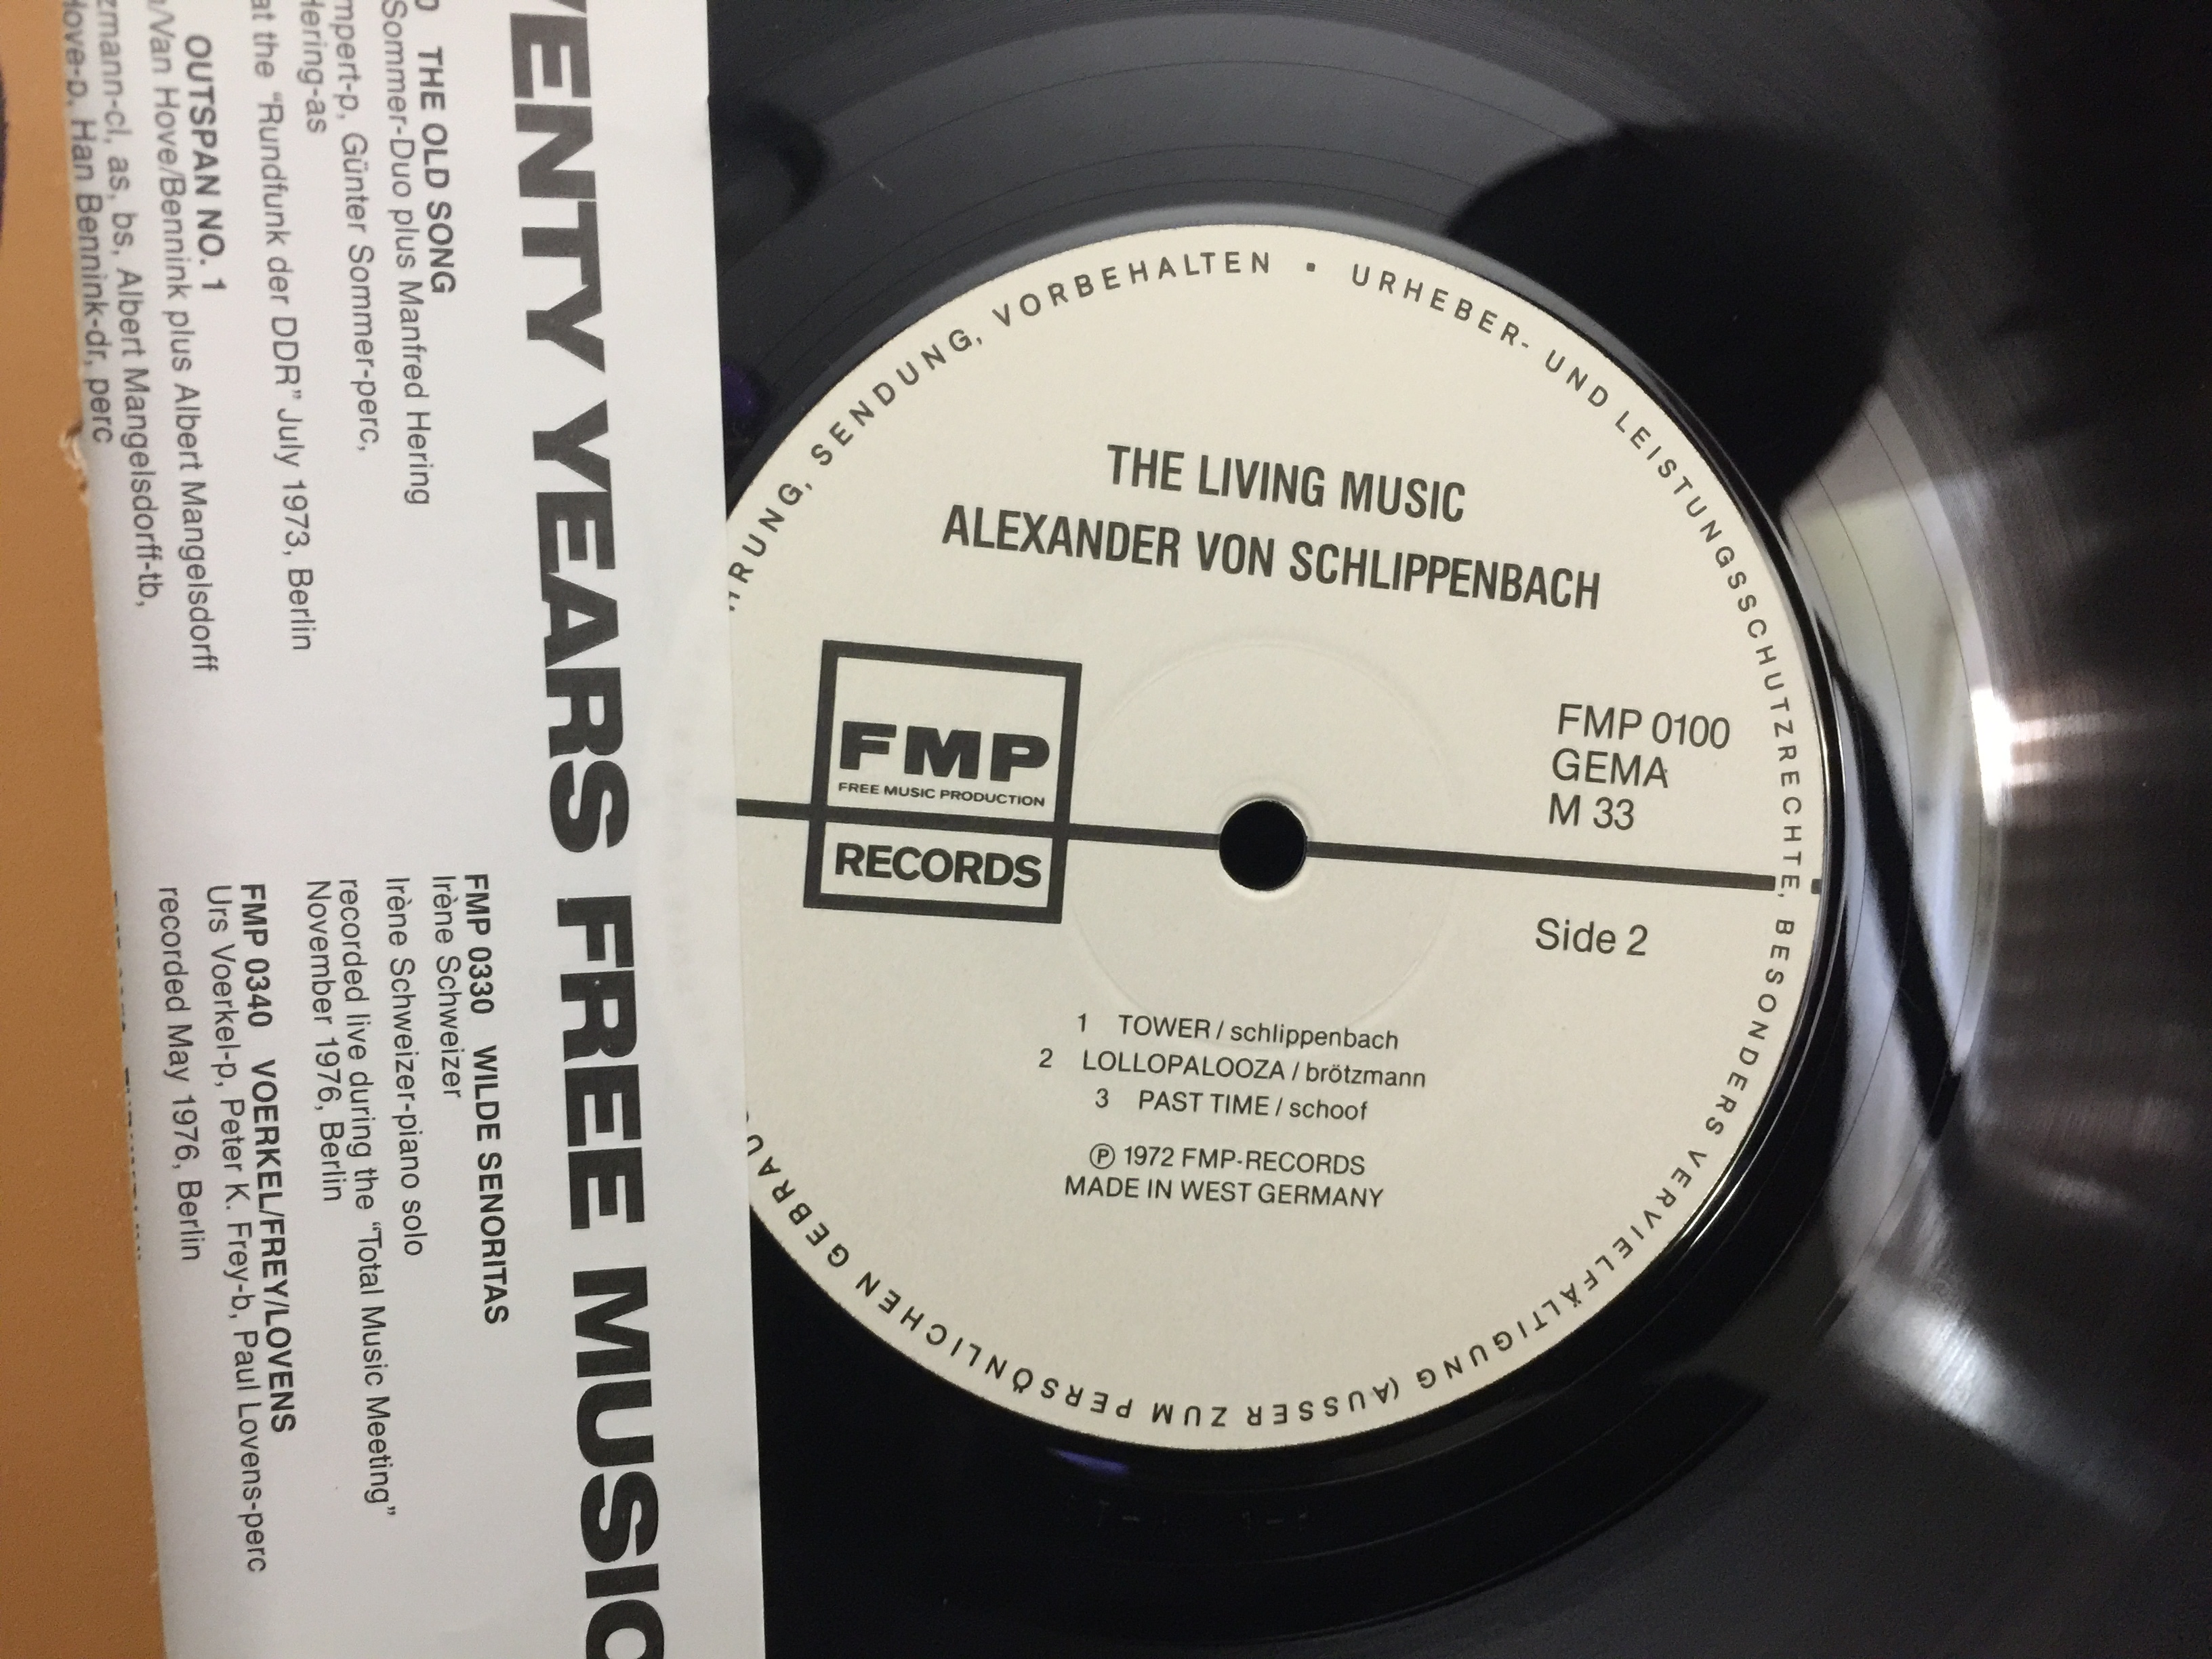 THE LIVING MUSIC
ALEXANDER VON SCHLIPPENBACH
FMP
FREE MUSIC PRODUCTION
RECORDS
FMP 0100
GEMA
M 33
Side 2
1 TOWER / schlippenbach
2 LOLLOPALOOZA / brötzmann
3 PAST TIME / schoof
Ⓟ 1972 FMP-RECORDS
MADE IN WEST GERMANY
URHEBER- UND LEISTUNGSSCHUTZRECHTE, BESONDERS VERVIELFÄLTIGUNG (AUSSER ZUM PERSÖNLICHEN GEBRAU
RUNG, SENDUNG, VORBEHALTEN ▪
ENTY YEARS FREE MUSIC
THE OLD SONG
Sommer-Duo plus Manfred Hering
mpert-p, Günter Sommer-perc,
Hering-as
at the "Rundfunk der DDR" July 1973, Berlin
OUTSPAN NO. 1
/Van Hove/Bennink plus Albert Mangelsdorff
zmann-cl, as, bs, Albert Mangelsdorff-tb,
Hove-p, Han Bennink-dr, perc
FMP 0330 WILDE SENORITAS
Irène Schweizer
Irène Schweizer-piano solo
recorded live during the "Total Music Meeting"
November 1976, Berlin
FMP 0340 VOERKEL/FREY/LOVENS
Urs Voerkel-p, Peter K. Frey-b, Paul Lovens-perc
recorded May 1976, Berlin